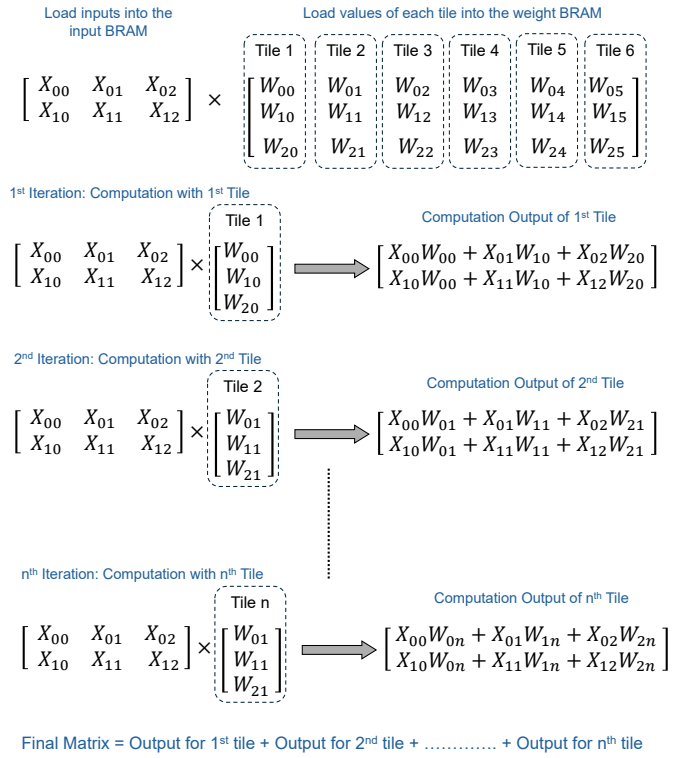 Load inputs into the input BRAM
Load values of each tile into the weight BRAM
Tile 1 Tile 2 Tile 3 Tile 4 Tile 5 Tile 6
[ X₀₀ X₀₁ X₀₂ ] × [ W₀₀ W₀₁ W₀₂ W₀₃ W₀₄ W₀₅ ]
[ X₁₀ X₁₁ X₁₂ ] [ W₁₀ W₁₁ W₁₂ W₁₃ W₁₄ W₁₅ ]
[ W₂₀ W₂₁ W₂₂ W₂₃ W₂₄ W₂₅ ]
1st Iteration: Computation with 1st Tile
Tile 1
Computation Output of 1st Tile
[ X₀₀ X₀₁ X₀₂ ] × [ W₀₀ ] [ X₀₀W₀₀ + X₀₁W₁₀ + X₀₂W₂₀ ]
[ X₁₀ X₁₁ X₁₂ ] [ W₁₀ ] [ X₁₀W₀₀ + X₁₁W₁₀ + X₁₂W₂₀ ]
[ W₂₀ ]
2nd Iteration: Computation with 2nd Tile
Tile 2
Computation Output of 2nd Tile
[ X₀₀ X₀₁ X₀₂ ] × [ W₀₁ ] [ X₀₀W₀₁ + X₀₁W₁₁ + X₀₂W₂₁ ]
[ X₁₀ X₁₁ X₁₂ ] [ W₁₁ ] [ X₁₀W₀₁ + X₁₁W₁₁ + X₁₂W₂₁ ]
[ W₂₁ ]
nth Iteration: Computation with nth Tile
Tile n
Computation Output of nth Tile
[ X₀₀ X₀₁ X₀₂ ] × [ W₀₁ ] [ X₀₀W₀ₙ + X₀₁W₁ₙ + X₀₂W₂ₙ ]
[ X₁₀ X₁₁ X₁₂ ] [ W₁₁ ] [ X₁₀W₀ₙ + X₁₁W₁ₙ + X₁₂W₂ₙ ]
[ W₂₁ ]
Final Matrix = Output for 1st tile + Output for 2nd tile + …………. + Output for nth tile